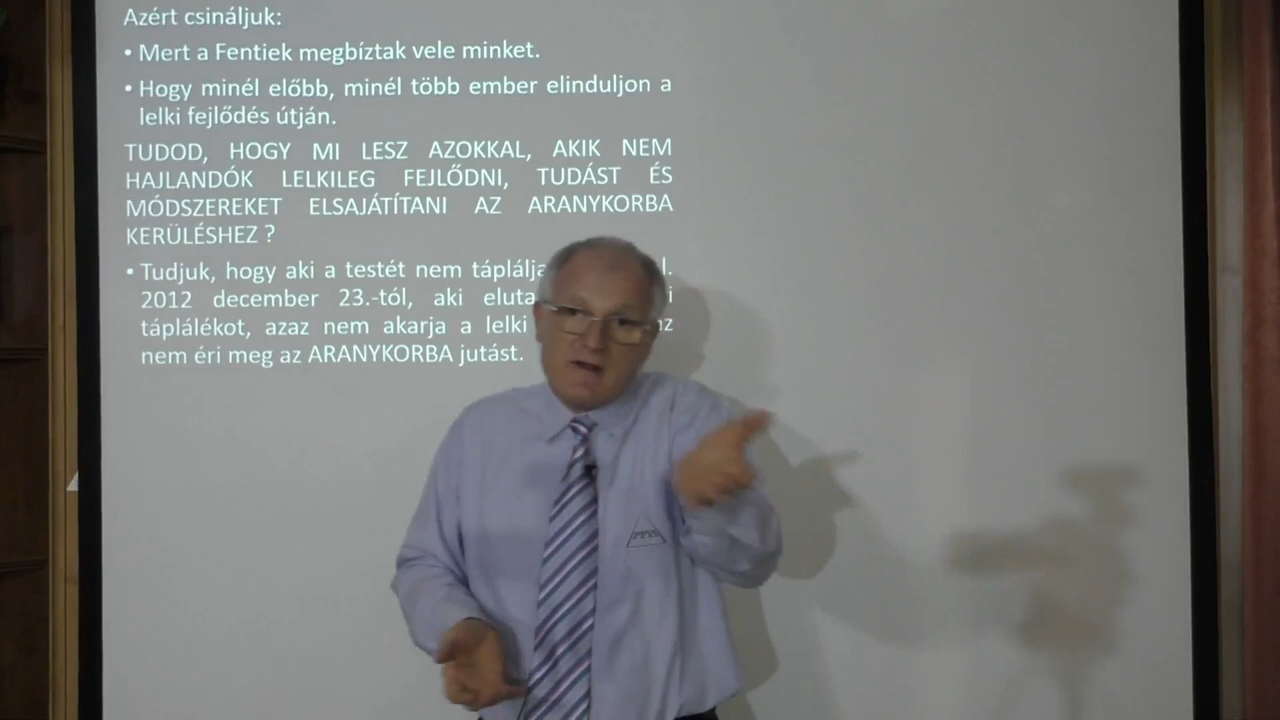 Azért csináljuk:
• Mert a Fentiek megbíztak vele minket.
• Hogy minél előbb, minél több ember elinduljon a
lelki fejlődés útján.
TUDOD, HOGY MI LESZ AZOKKAL, AKIK NEM
HAJLANDÓK LELKILEG FEJLŐDNI, TUDÁST ÉS
MÓDSZEREKET ELSAJÁTÍTANI AZ ARANYKORBA
KERÜLÉSHEZ ?
• Tudjuk, hogy aki a testét nem
2012 december 23.-tól, aki
táplálékot, azaz nem akarja a lelki
nem éri meg az ARANYKORBA jutást.